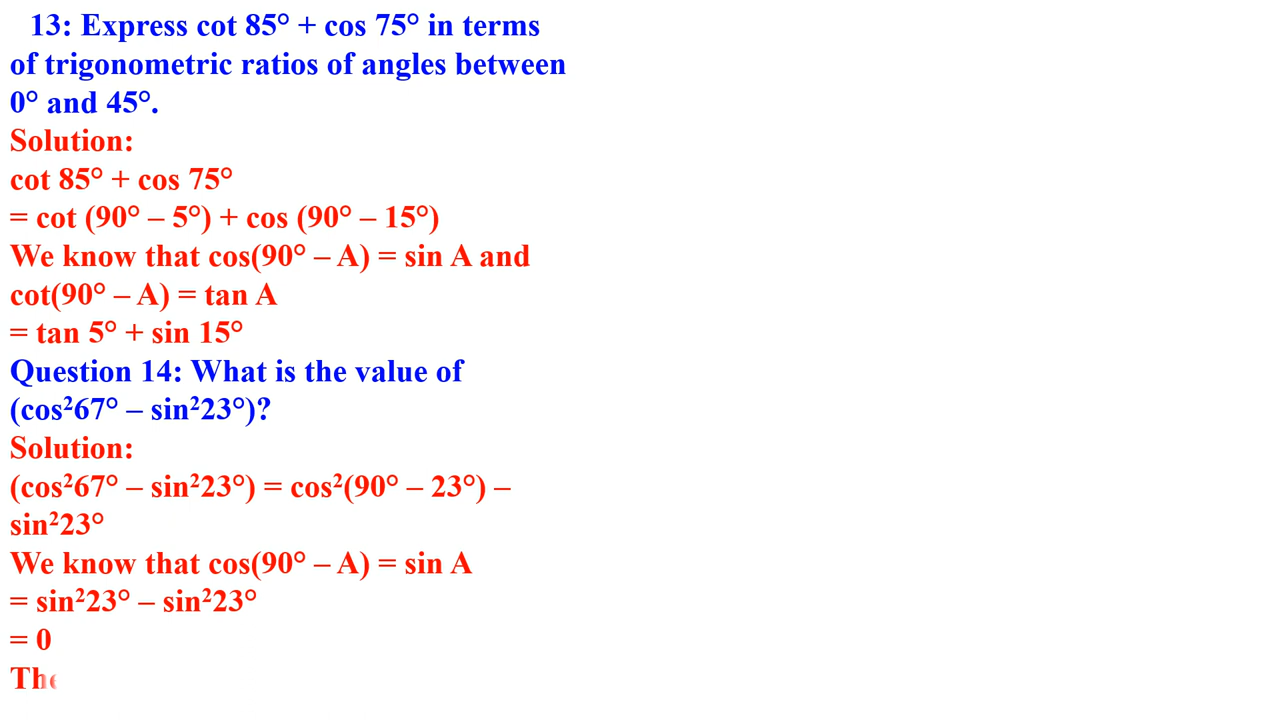 13: Express cot 85° + cos 75° in terms
of trigonometric ratios of angles between
0° and 45°.
Solution:
cot 85° + cos 75°
= cot (90° – 5°) + cos (90° – 15°)
We know that cos(90° – A) = sin A and
cot(90° – A) = tan A
= tan 5° + sin 15°
Question 14: What is the value of
(cos²67° – sin²23°)?
Solution:
(cos²67° – sin²23°) = cos²(90° – 23°) –
sin²23°
We know that cos(90° – A) = sin A
= sin²23° – sin²23°
= 0